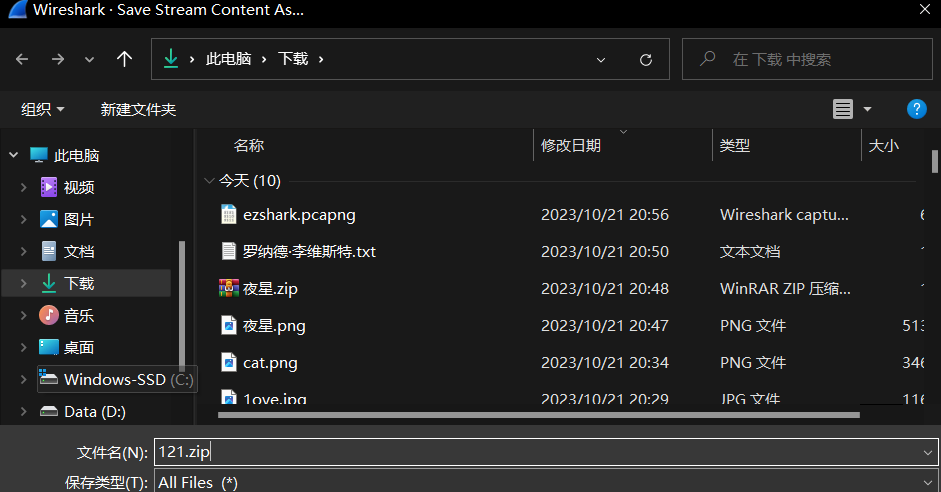 Wireshark · Save Stream Content As...
此电脑 › 下载 ›
在 下载 中搜索
组织 新建文件夹
名称 修改日期 类型 大小
此电脑
视频
图片
文档
下载
音乐
桌面
Windows-SSD (C:)
Data (D:)
今天 (10)
ezshark.pcapng 2023/10/21 20:56 Wireshark captu...
罗纳德·李维斯特.txt 2023/10/21 20:50 文本文档
夜星.zip 2023/10/21 20:48 WinRAR ZIP 压缩...
夜星.png 2023/10/21 20:47 PNG 文件 513
cat.png 2023/10/21 20:34 PNG 文件 346
1ove.jpg 2023/10/21 20:29 JPG 文件 116
文件名(N): 121.zip
保存类型(T): All Files (*)